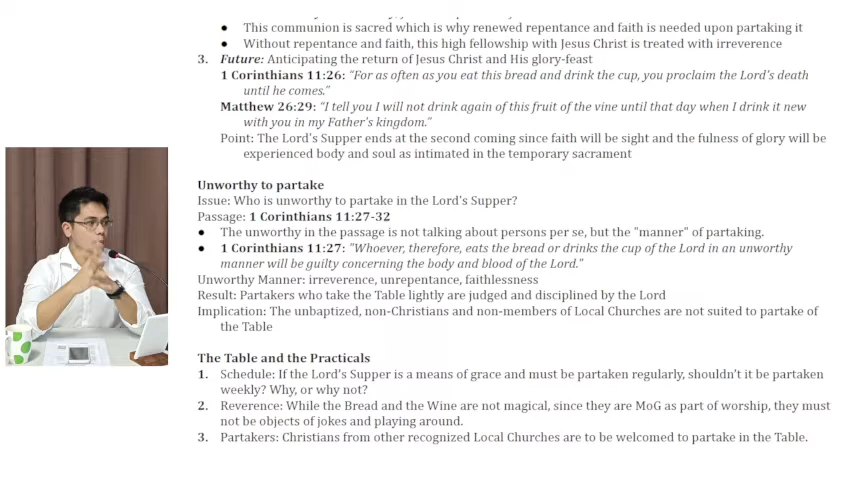 ● This communion is sacred which is why renewed repentance and faith is needed upon partaking it
● Without repentance and faith, this high fellowship with Jesus Christ is treated with irreverence
3. Future: Anticipating the return of Jesus Christ and His glory-feast
1 Corinthians 11:26: "For as often as you eat this bread and drink the cup, you proclaim the Lord's death
until he comes."
Matthew 26:29: "I tell you I will not drink again of this fruit of the vine until that day when I drink it new
with you in my Father's kingdom."
Point: The Lord's Supper ends at the second coming since faith will be sight and the fulness of glory will be
experienced body and soul as intimated in the temporary sacrament
Unworthy to partake
Issue: Who is unworthy to partake in the Lord's Supper?
Passage: 1 Corinthians 11:27-32
● The unworthy in the passage is not talking about persons per se, but the "manner" of partaking.
● 1 Corinthians 11:27: "Whoever, therefore, eats the bread or drinks the cup of the Lord in an unworthy
manner will be guilty concerning the body and blood of the Lord."
Unworthy Manner: irreverence, unrepentance, faithlessness
Result: Partakers who take the Table lightly are judged and disciplined by the Lord
Implication: The unbaptized, non-Christians and non-members of Local Churches are not suited to partake of
the Table
The Table and the Practicals
1. Schedule: If the Lord's Supper is a means of grace and must be partaken regularly, shouldn't it be partaken
weekly? Why, or why not?
2. Reverence: While the Bread and the Wine are not magical, since they are MoG as part of worship, they must
not be objects of jokes and playing around.
3. Partakers: Christians from other recognized Local Churches are to be welcomed to partake in the Table.